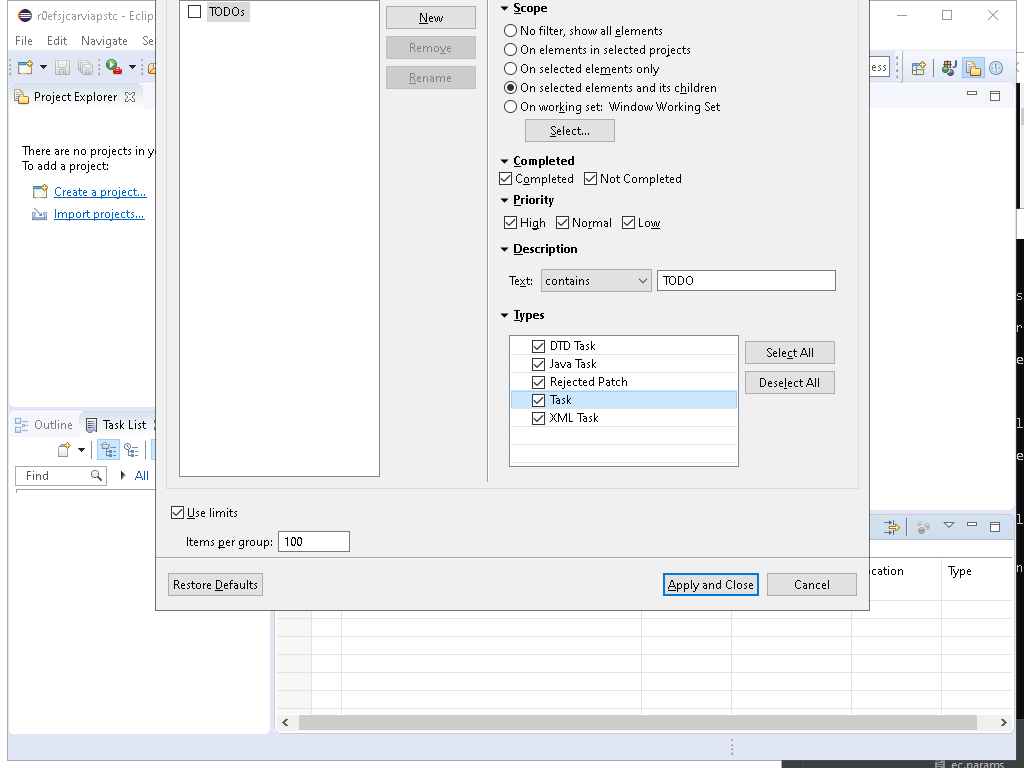 r0efsjcarviapstc - Eclip
File Edit Navigate Se
Project Explorer
There are no projects in y
To add a project:
Create a project...
Import projects...
Outline Task List
Find All
TODOs
New
Remove
Rename
Scope
No filter, show all elements
On elements in selected projects
On selected elements only
On selected elements and its children
On working set: Window Working Set
Select...
Completed
Completed Not Completed
Priority
High Normal Low
Description
Text: contains TODO
Types
DTD Task
Java Task
Rejected Patch
Task
XML Task
Select All
Deselect All
Use limits
Items per group: 100
Restore Defaults Apply and Close Cancel
ess
cation Type
ec.params